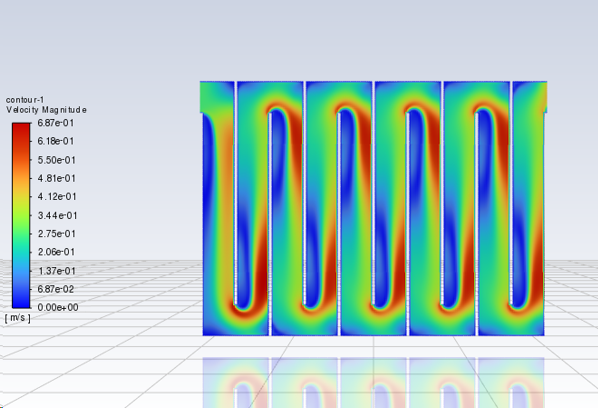 contour-1
Velocity Magnitude
6.87e-01
6.18e-01
5.50e-01
4.81e-01
4.12e-01
3.44e-01
2.75e-01
2.06e-01
1.37e-01
6.87e-02
0.00e+00
[ m/s ]